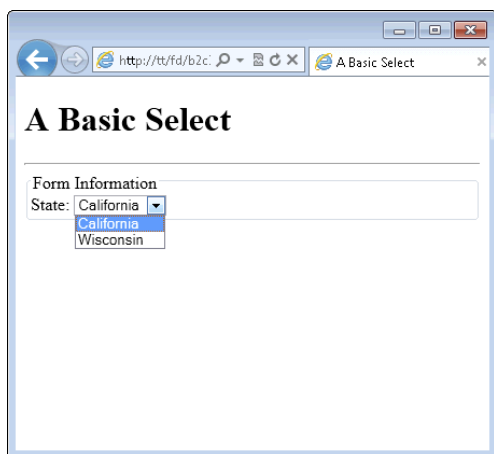 http://tt/fd/b2c:
A Basic Select
A Basic Select
Form Information
State: California
California
Wisconsin